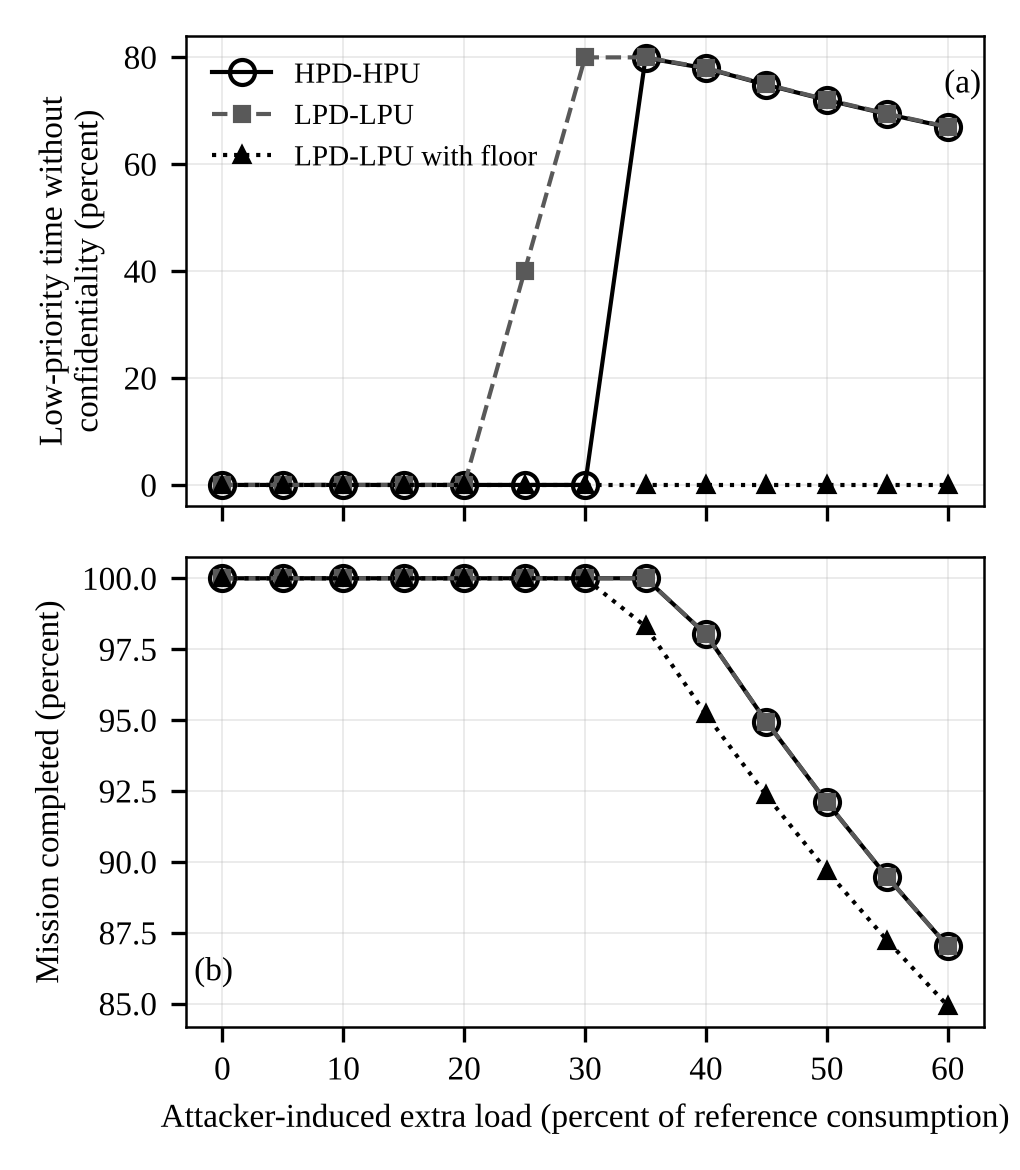 Low-priority time without
confidentiality (percent)
80
60
40
20
0
HPD-HPU
LPD-LPU
LPD-LPU with floor
(a)
Mission completed (percent)
100.0
97.5
95.0
92.5
90.0
87.5
85.0
(b)
0 10 20 30 40 50 60
Attacker-induced extra load (percent of reference consumption)